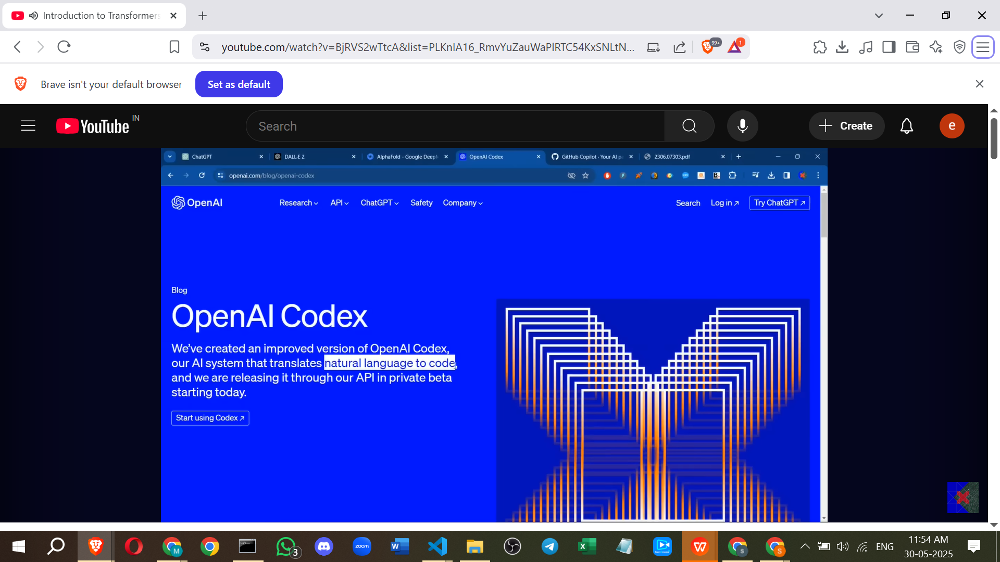 Introduction to Transformers
youtube.com/watch?v=BjRVS2wTtcA&list=PLKnIA16_RmvYuZauWaPlRTC54KxSNLtN...
99+
1
Brave isn't your default browser
Set as default
YouTube
IN
Search
Create
e
ChatGPT
DALL·E 2
AlphaFold - Google DeepM
OpenAI Codex
GitHub Copilot · Your AI pa
2306.07303.pdf
openai.com/blog/openai-codex
OpenAI
Research
API
ChatGPT
Safety
Company
Search
Log in ↗
Try ChatGPT ↗
Blog
OpenAI Codex
We've created an improved version of OpenAI Codex,
our AI system that translates natural language to code,
and we are releasing it through our API in private beta
starting today.
Start using Codex ↗
M
3
zoom
W
X
W
S
S
ENG
11:54 AM
30-05-2025